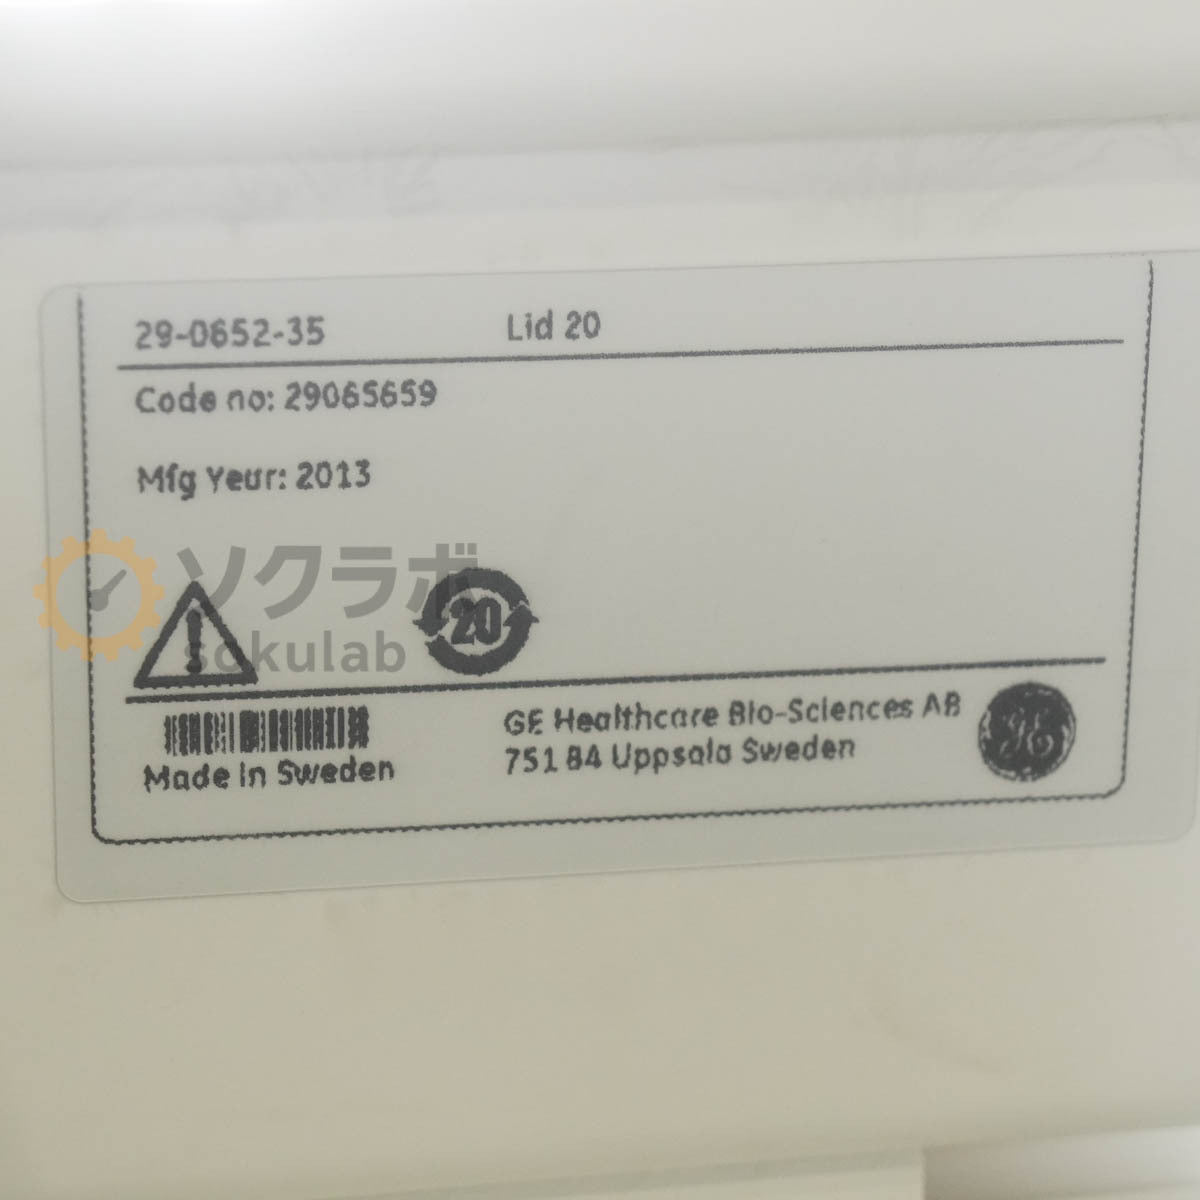 29-0652-35 Lid 20
Code no: 29065659
Mfg Year: 2013
ソクラボ
sokulab
20
GE Healthcare Bio-Sciences AB
751 84 Uppsala Sweden
Made in Sweden
GE